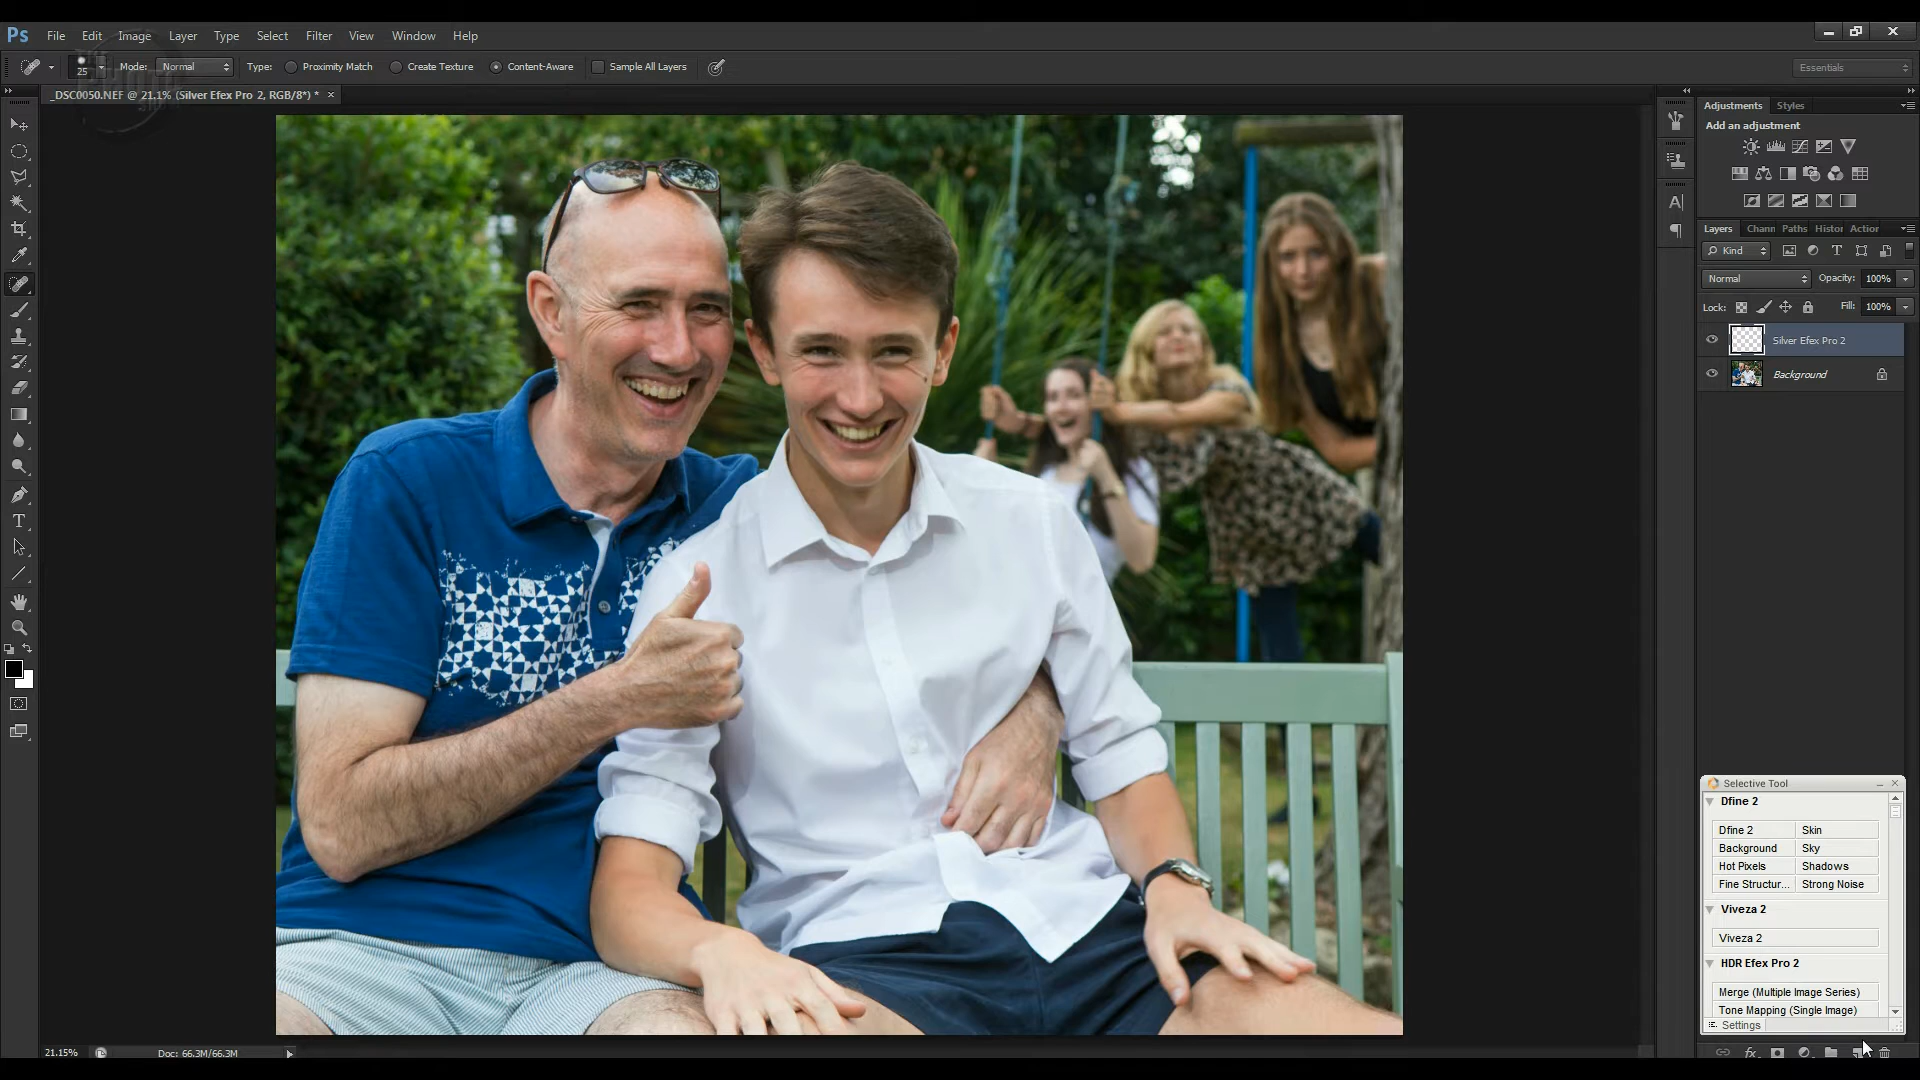 Ps File Edit Image Layer Type Select Filter View Window Help
25 Mode: Normal Type: Proximity Match Create Texture Content-Aware Sample All Layers Essentials
_DSC0050.NEF @ 21.1% (Silver Efex Pro 2, RGB/8*) * ×
Adjustments Styles
Add an adjustment
Layers Chann Paths Histor Action
Kind
Normal Opacity: 100%
Lock: Fill: 100%
Silver Efex Pro 2
Background
Selective Tool
Dfine 2
Dfine 2 Skin
Background Sky
Hot Pixels Shadows
Fine Structur... Strong Noise
Viveza 2
Viveza 2
HDR Efex Pro 2
Merge (Multiple Image Series)
Tone Mapping (Single Image)
Settings
21.15% Doc: 66.3M/66.3M